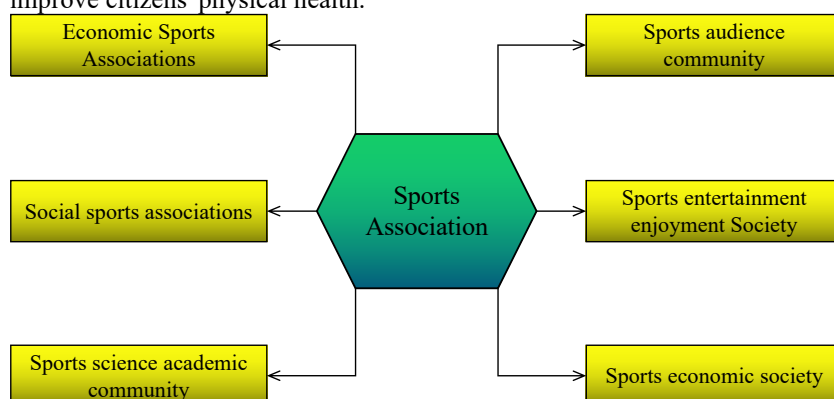 improve citizens' physical health.
Economic Sports
Associations
Sports audience
community
Social sports associations
Sports
Association
Sports entertainment
enjoyment Society
Sports science academic
community
Sports economic society